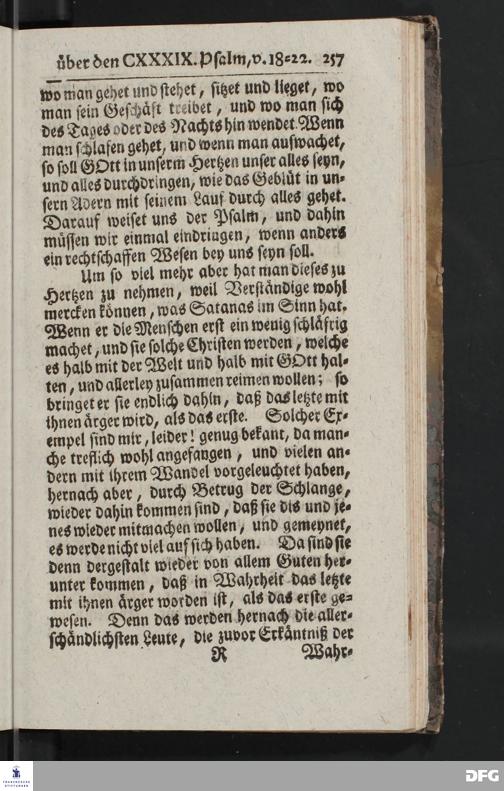 über den CXXXIX. Psalm, v. 18-22. 257
wo man gehet und stehet, sitzet und lieget, wo
man sein Geschäft treibet, und wo man sich
des Tages oder des Nachts hin wendet. Wenn
man schlafen gehet, und wenn man aufwachet,
so soll GOtt in unserm Hertzen unser alles seyn,
und alles durchdringen, wie das Geblüt in un-
sern Adern mit seinem Lauf durch alles gehet.
Darauf weiset uns der Psalm, und dahin
müssen wir einmal eindringen, wenn anders
ein rechtschaffen Wesen bey uns seyn soll.
Um so viel mehr aber hat man dieses zu
Hertzen zu nehmen, weil Verständige wohl
mercken können, was Satanas im Sinn hat.
Wenn er die Menschen erst ein wenig schläfrig
machet, und sie solche Christen werden, welche
es halb mit der Welt und halb mit GOtt hal-
ten, und allerley zusammen reimen wollen; so
bringet er sie endlich dahin, daß das letzte mit
ihnen ärger wird, als das erste. Solcher Ex-
empel sind mir, leider! genug bekant, da man-
che treflich wohl angefangen, und vielen an-
dern mit ihrem Wandel vorgeleuchtet haben,
hernach aber, durch Betrug der Schlange,
wieder dahin kommen sind, daß sie dis und je-
nes wieder mitmachen wollen, und gemeynet,
es werde nicht viel auf sich haben. Da sind sie
denn dergestalt wieder von allem Guten her-
unter kommen, daß in Wahrheit das letzte
mit ihnen ärger worden ist, als das erste ge-
wesen. Denn das werden hernach die aller-
schändlichsten Leute, die zuvor Erkäntniß der
R Wahr-
FRANCKESCHE
STIFTUNGEN
DFG